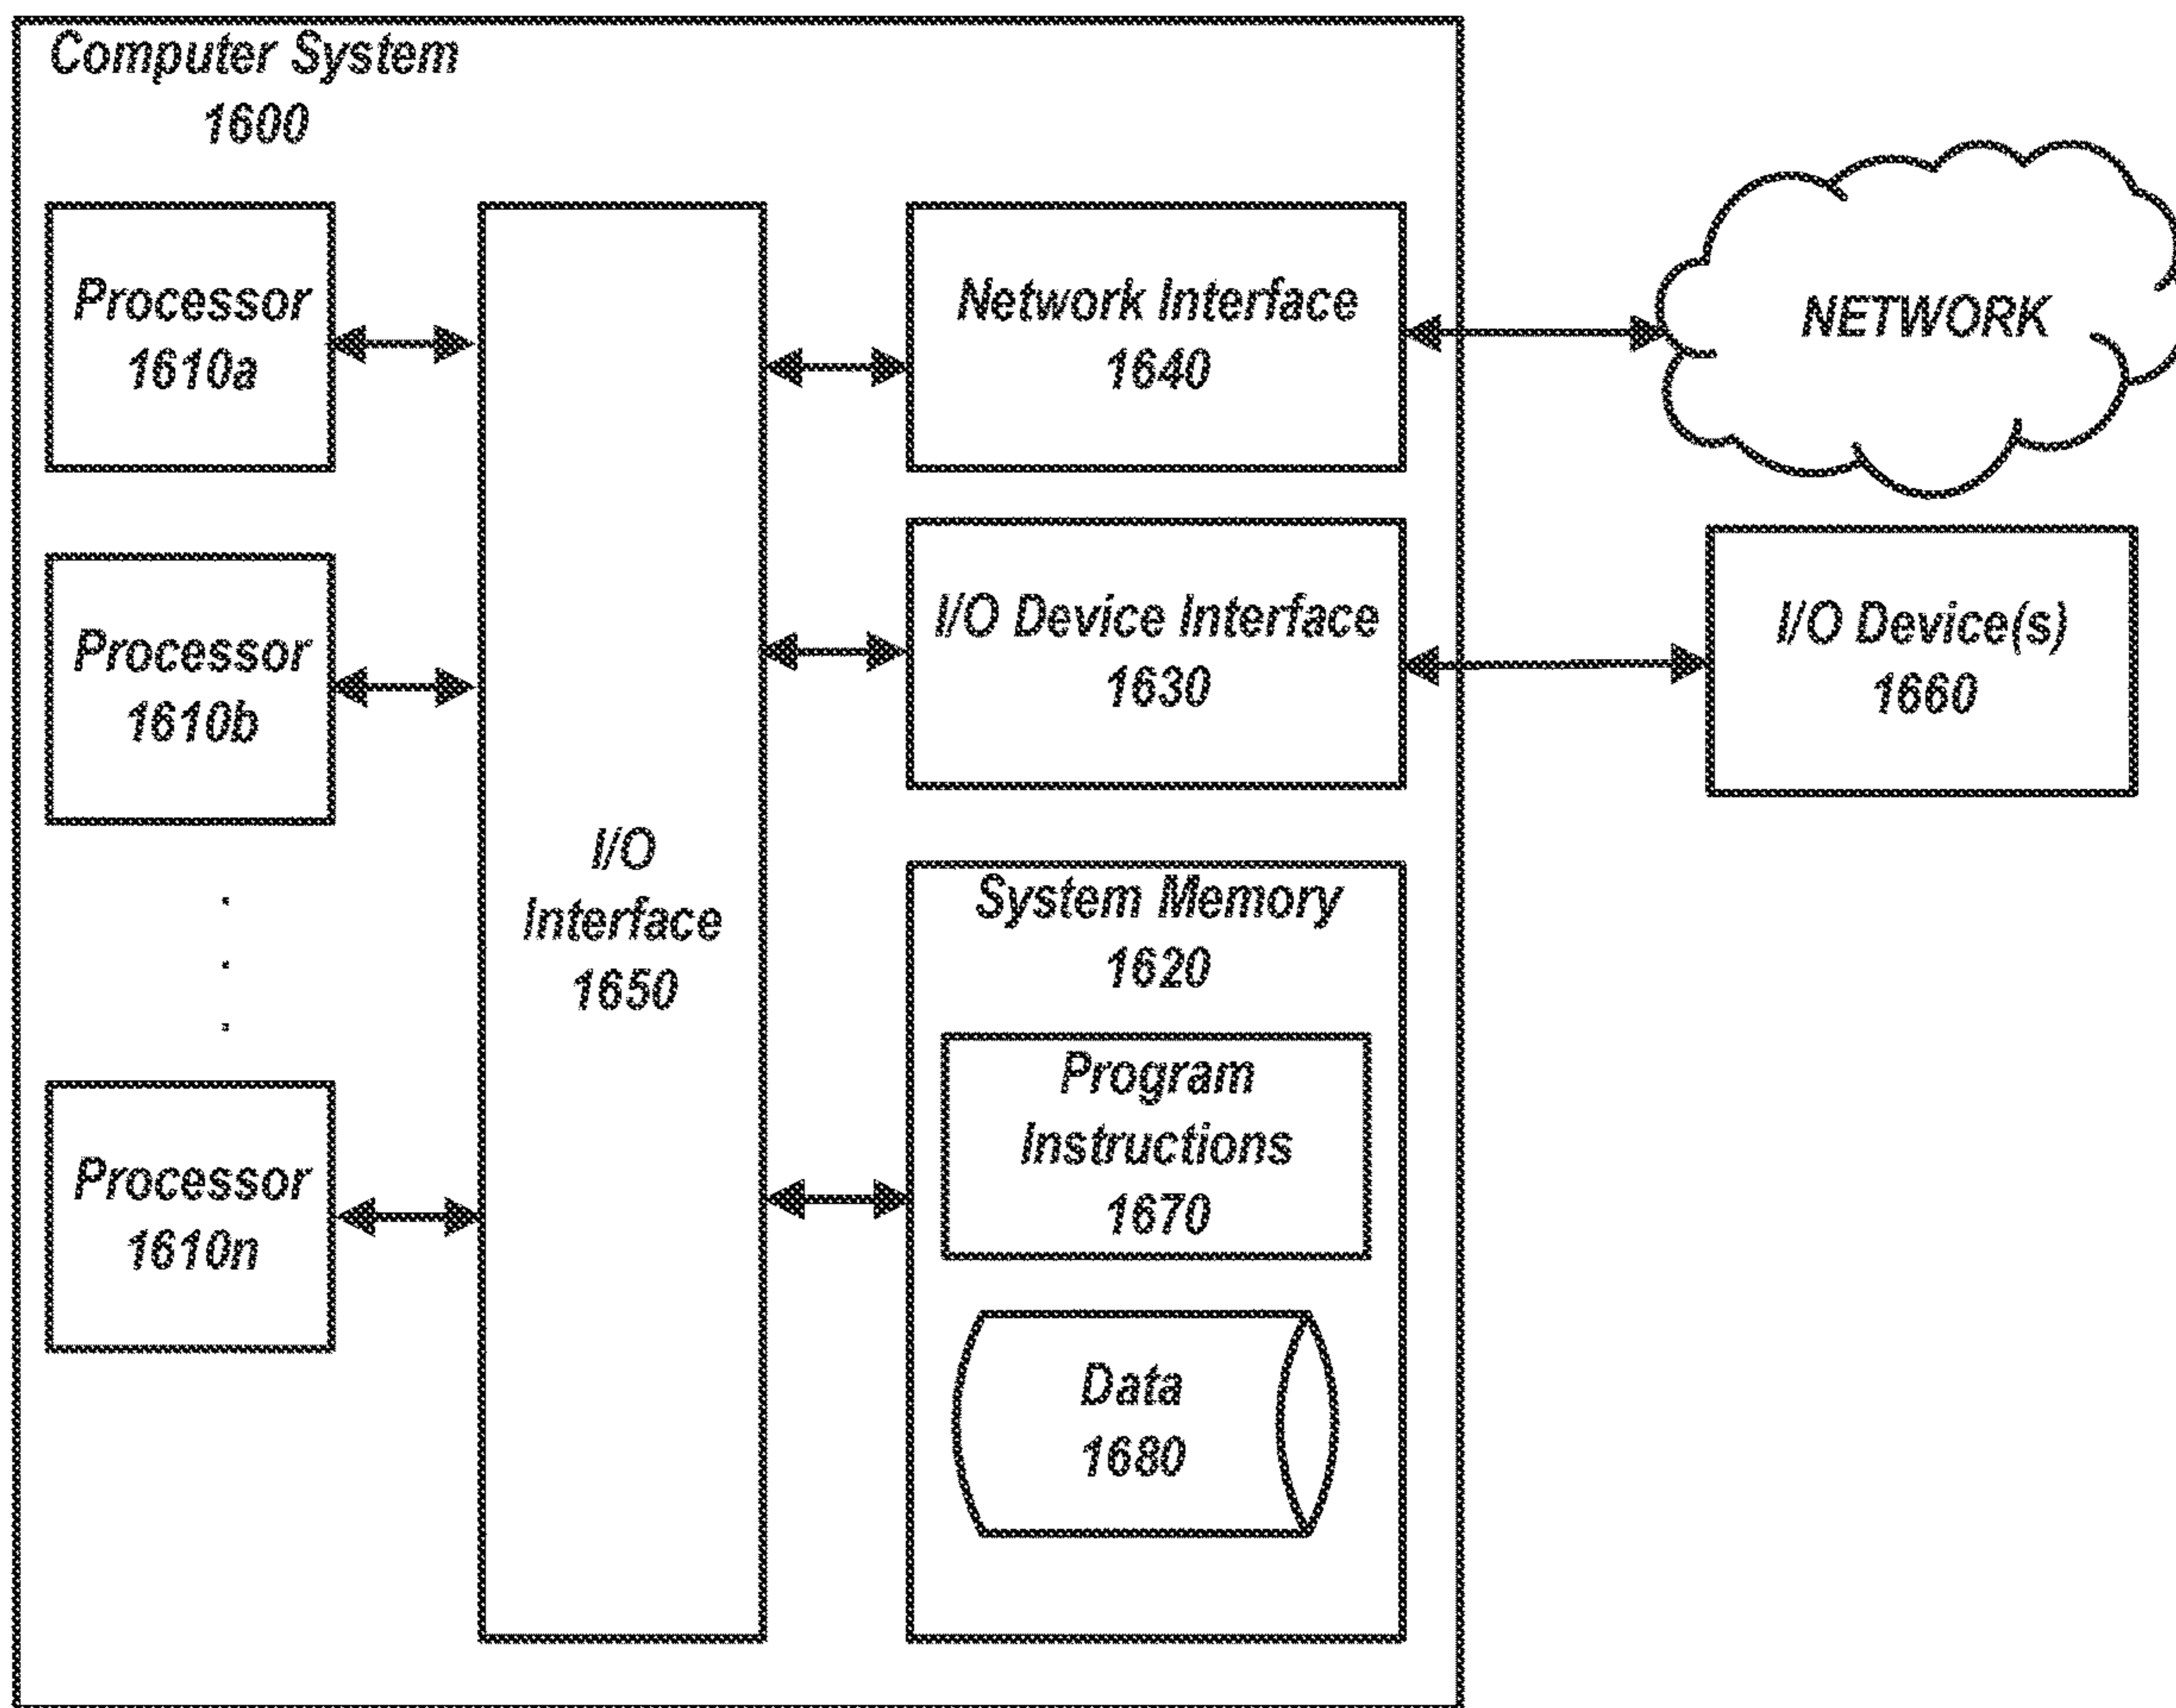 Computer System
1600
Processor
1610a
Processor
1610b
Processor
1610n
I/O
Interface
1650
Network Interface
1640
I/O Device Interface
1630
System Memory
1620
Program
Instructions
1670
Data
1680
NETWORK
I/O Device(s)
1660